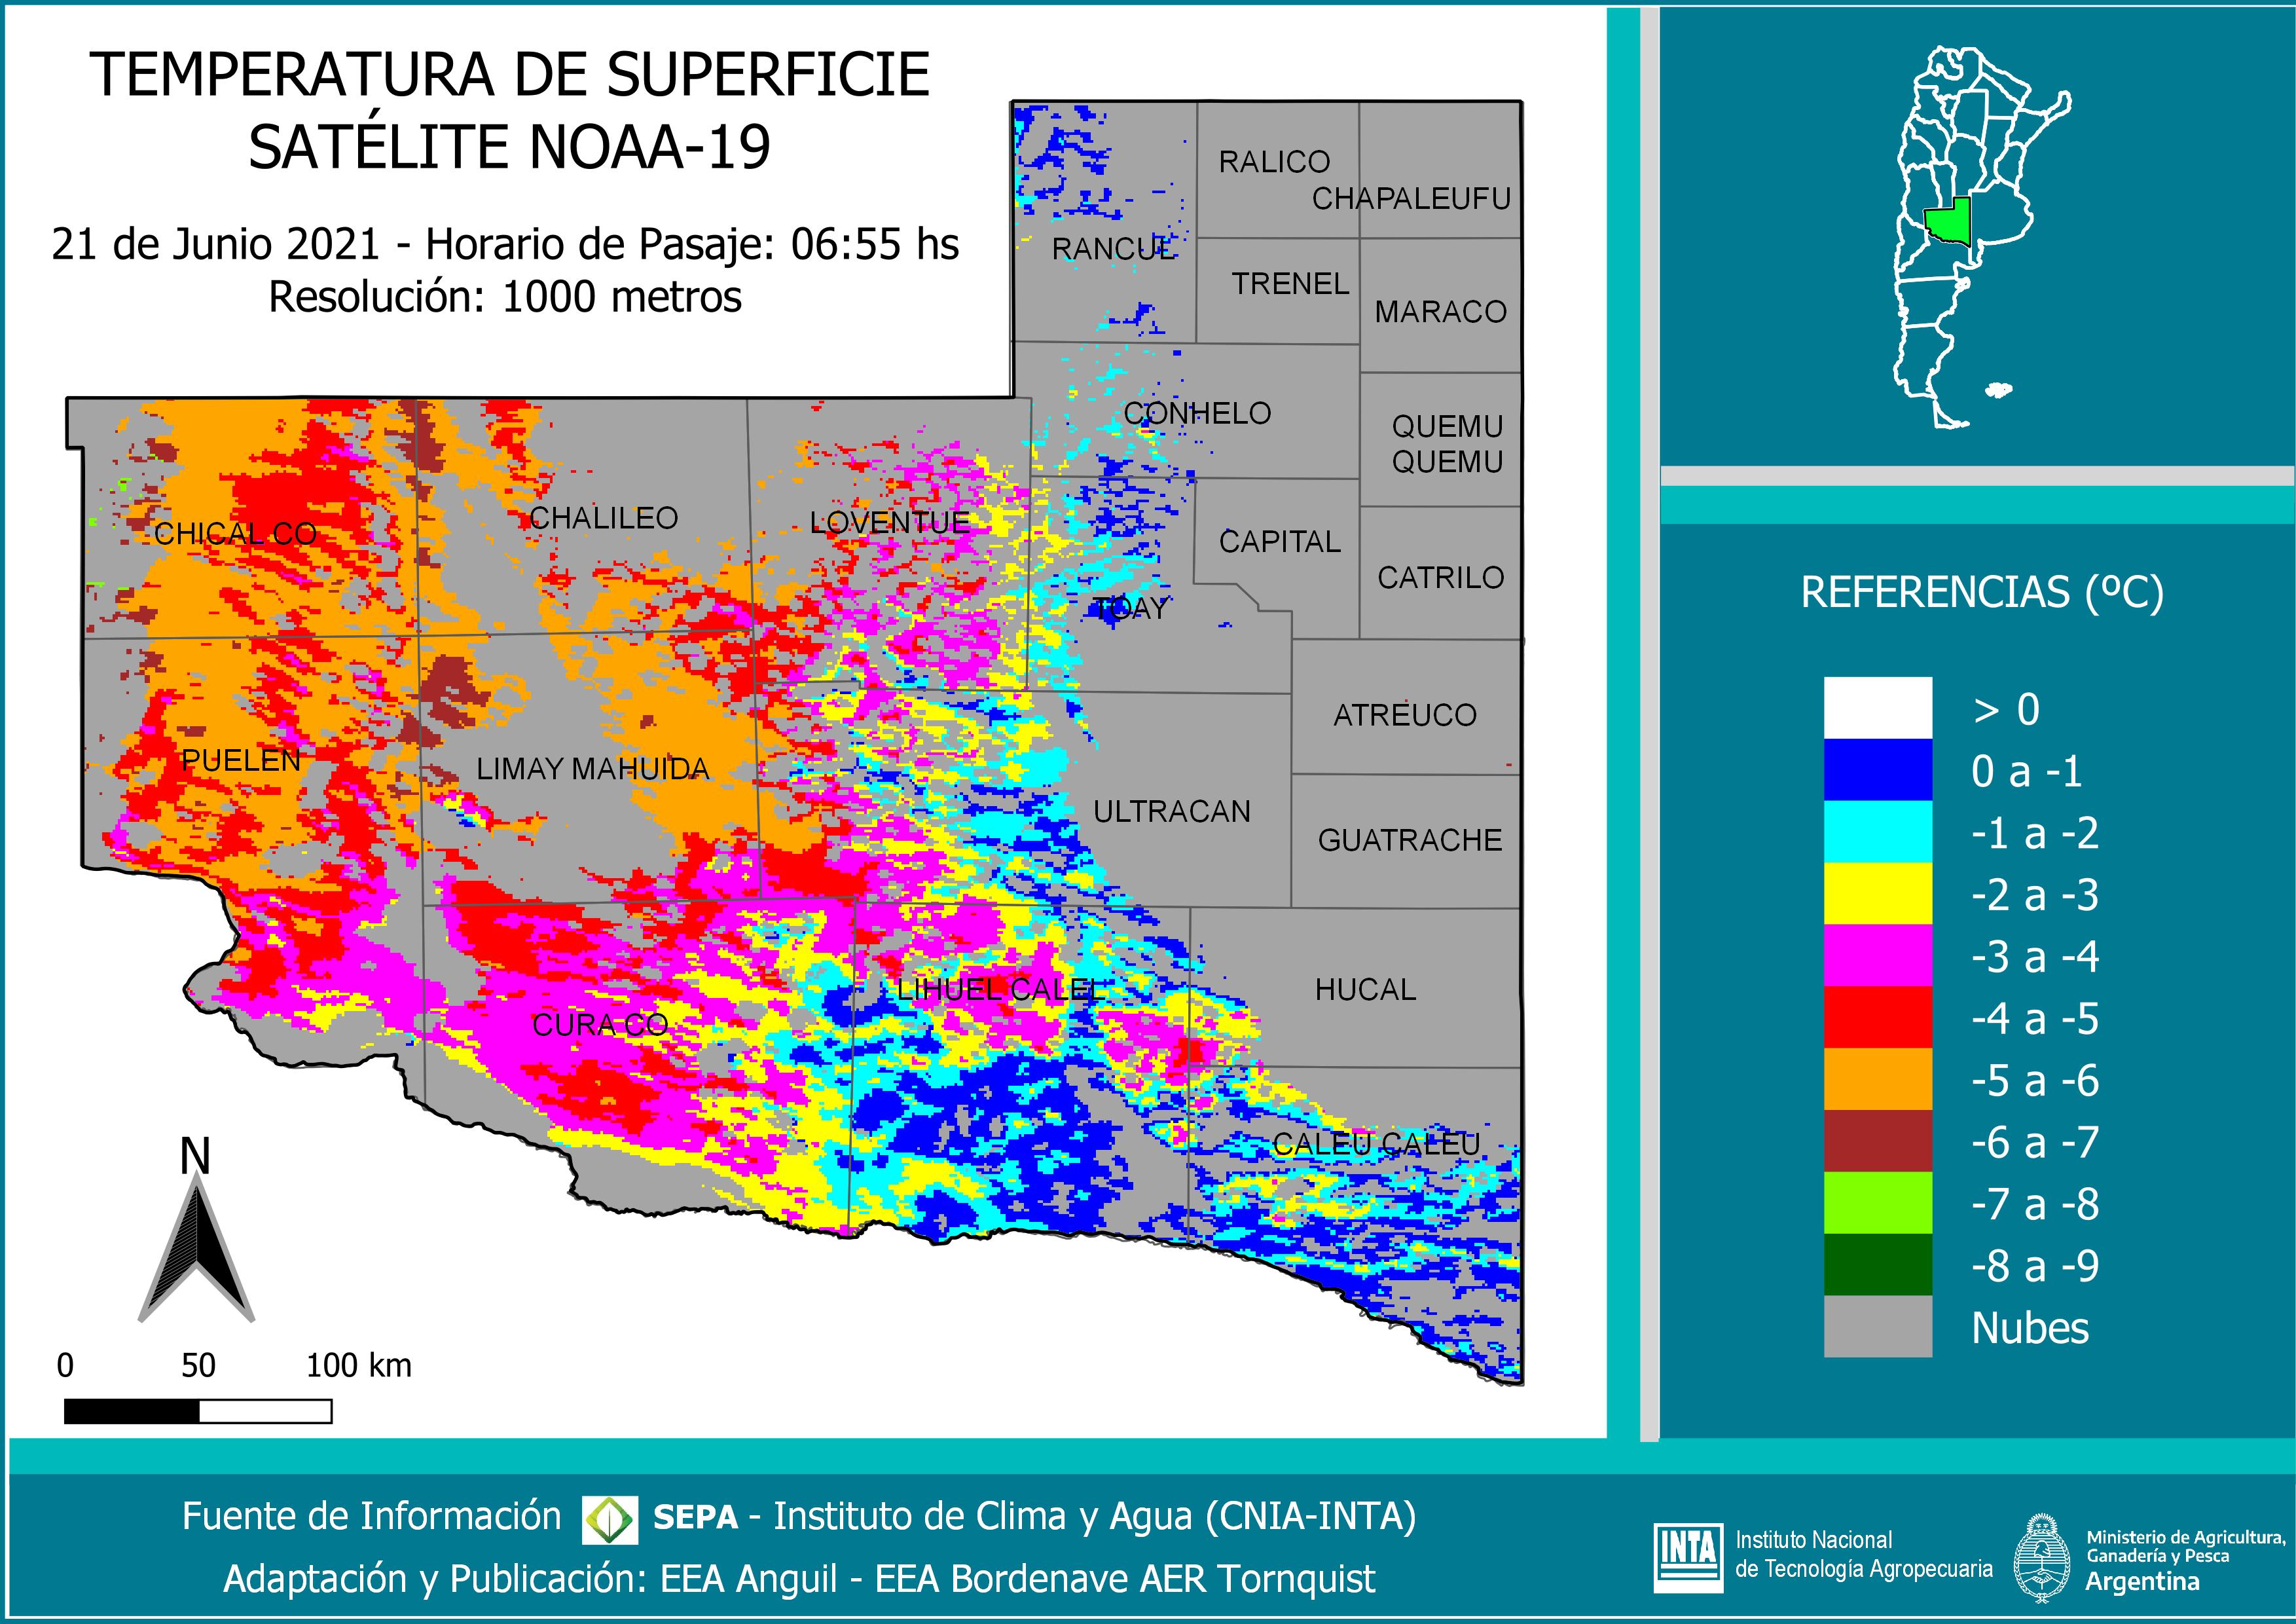 TEMPERATURA DE SUPERFICIE
SATÉLITE NOAA-19
21 de Junio 2021 - Horario de Pasaje: 06:55 hs
Resolución: 1000 metros
RALICO
CHAPALEUFU
RANCUL
TRENEL
MARACO
CONHELO
QUEMU
QUEMU
CHICAL CO
CHALILEO
LOVENTUE
CAPITAL
CATRILO
TOAY
ATREUCO
PUELEN
LIMAY MAHUIDA
ULTRACAN
GUATRACHE
LIHUEL CALEL
HUCAL
CURA CO
CALEU CALEU
N
0 50 100 km
REFERENCIAS (ºC)
> 0
0 a -1
-1 a -2
-2 a -3
-3 a -4
-4 a -5
-5 a -6
-6 a -7
-7 a -8
-8 a -9
Nubes
Fuente de Información SEPA - Instituto de Clima y Agua (CNIA-INTA)
Adaptación y Publicación: EEA Anguil - EEA Bordenave AER Tornquist
INTA
Instituto Nacional
de Tecnología Agropecuaria
Ministerio de Agricultura,
Ganadería y Pesca
Argentina